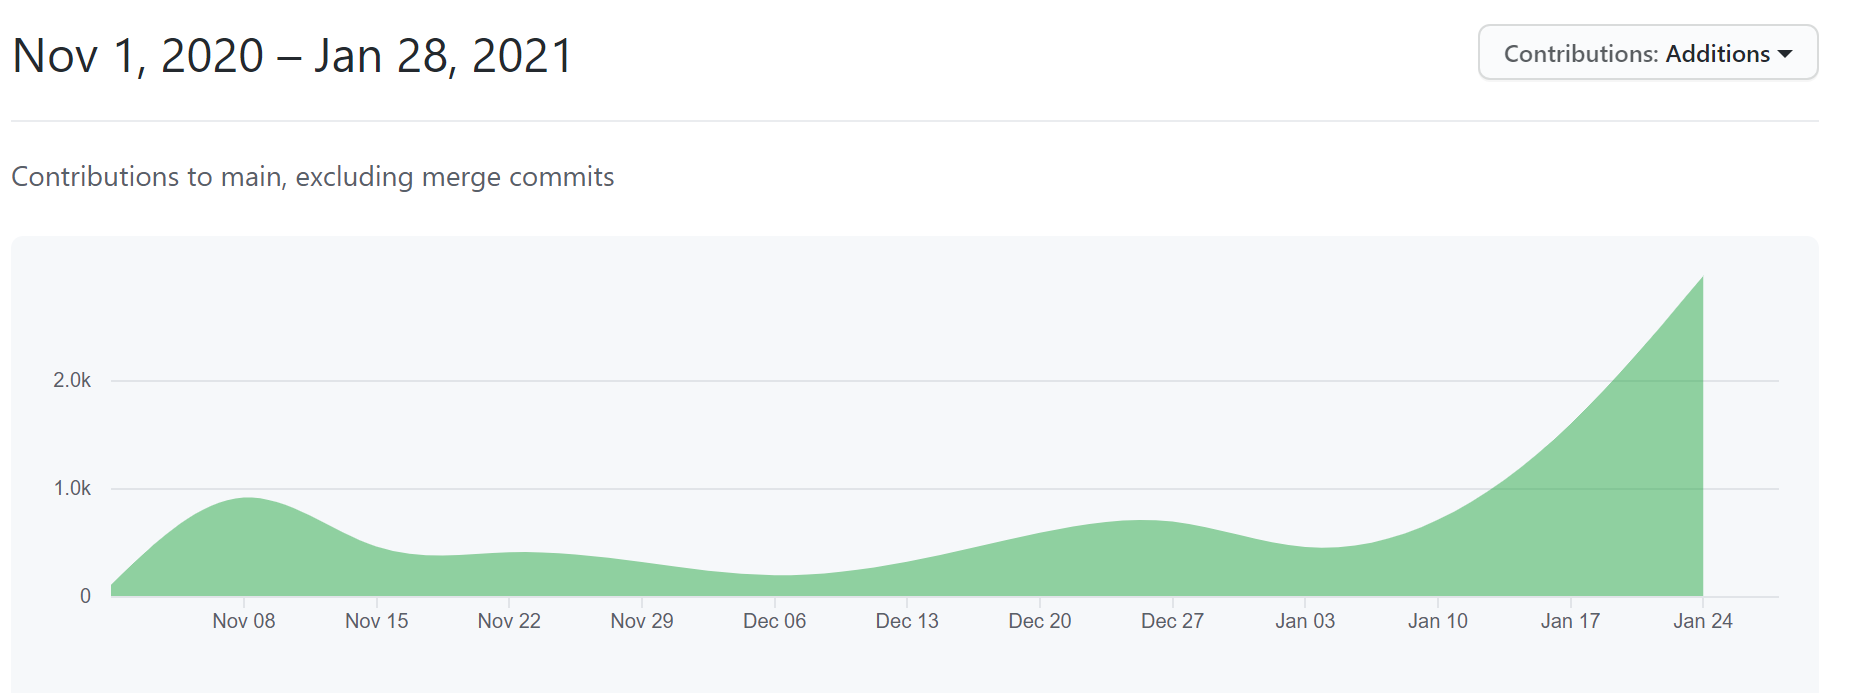 Nov 1, 2020 – Jan 28, 2021
Contributions: Additions
Contributions to main, excluding merge commits
2.0k
1.0k
0
Nov 08 Nov 15 Nov 22 Nov 29 Dec 06 Dec 13 Dec 20 Dec 27 Jan 03 Jan 10 Jan 17 Jan 24